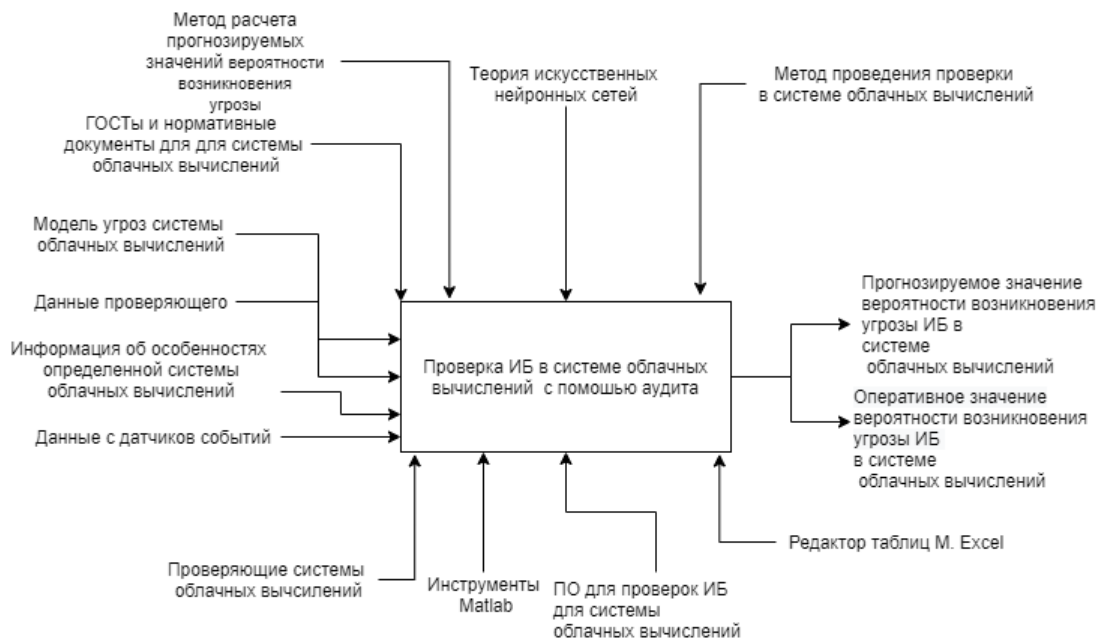 Метод расчета
прогнозируемых
значений вероятности
возникновения
угрозы
Теория искусственных
нейронных сетей
Метод проведения проверки
в системе облачных вычислений
ГОСТы и нормативные
документы для для системы
облачных вычислений
Модель угроз системы
облачных вычислений
Данные проверяющего
Информация об особенностях
определенной системы
облачных вычислений
Данные с датчиков событий
Проверка ИБ в системе облачных
вычислений с помошью аудита
Прогнозируемое значение
вероятности возникновения
угрозы ИБ в
системе
облачных вычислений
Оперативное значение
вероятности возникновения
угрозы ИБ
в системе
облачных вычислений
Проверяющие системы
облачных вычсилений
Инструменты
Matlab
ПО для проверок ИБ
для системы
облачных вычислений
Редактор таблиц M. Excel